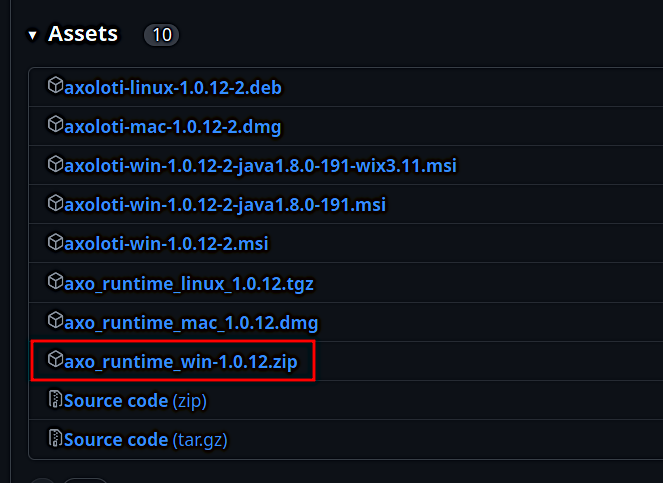 Assets 10
axoloti-linux-1.0.12-2.deb
axoloti-mac-1.0.12-2.dmg
axoloti-win-1.0.12-2-java1.8.0-191-wix3.11.msi
axoloti-win-1.0.12-2-java1.8.0-191.msi
axoloti-win-1.0.12-2.msi
axo_runtime_linux_1.0.12.tgz
axo_runtime_mac_1.0.12.dmg
axo_runtime_win-1.0.12.zip
Source code (zip)
Source code (tar.gz)